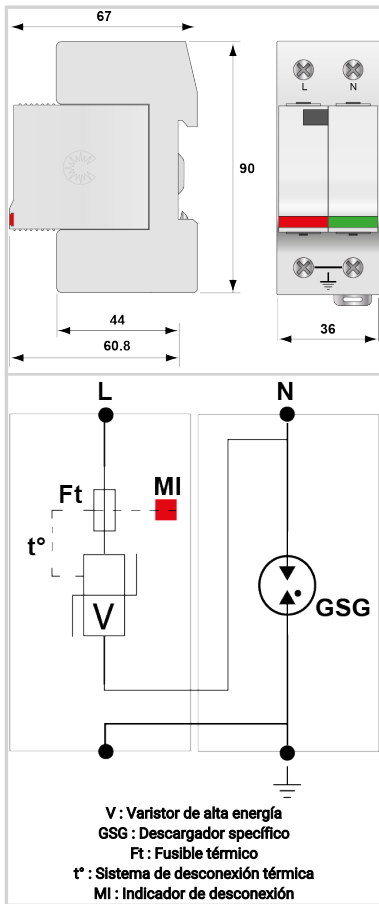 67
L N
90
44
60.8
36
L N
Ft MI
t°
V
GSG
V : Varistor de alta energía
GSG : Descargador specífico
Ft : Fusible térmico
t° : Sistema de desconexión térmica
MI : Indicador de desconexión